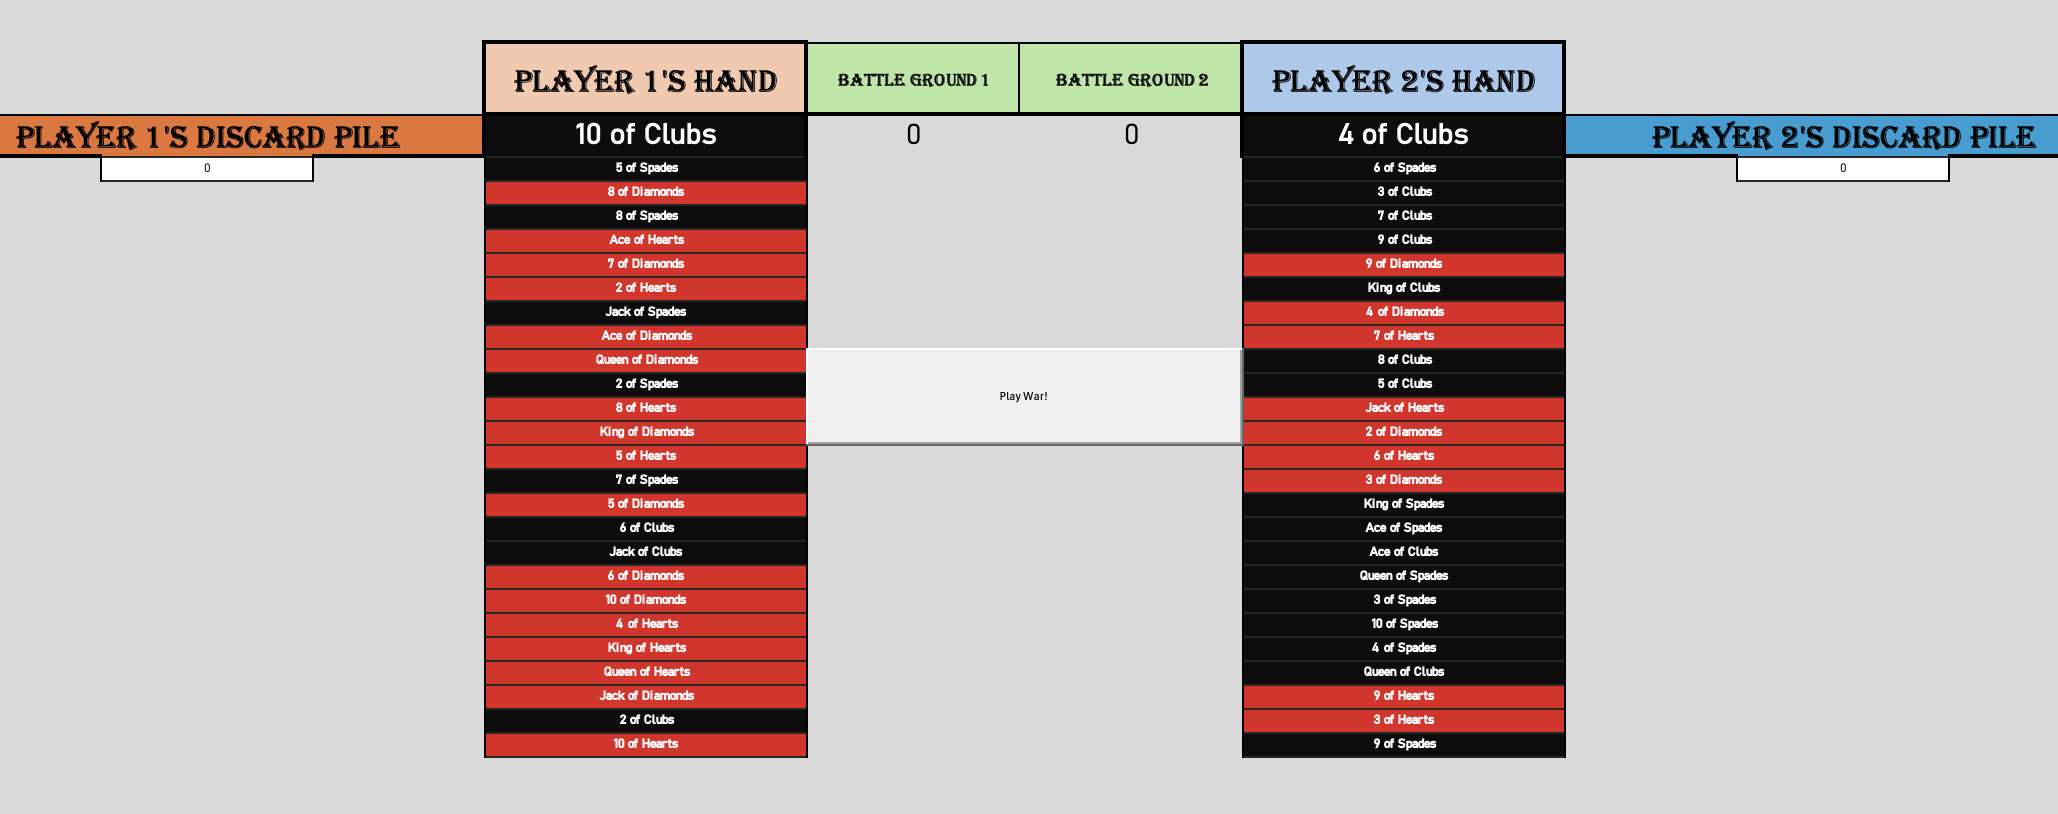 PLAYER 1'S HAND
BATTLE GROUND 1
BATTLE GROUND 2
PLAYER 2'S HAND
PLAYER 1'S DISCARD PILE
10 of Clubs
0
0
4 of Clubs
PLAYER 2'S DISCARD PILE
0
5 of Spades
6 of Spades
0
8 of Diamonds
3 of Clubs
8 of Spades
7 of Clubs
Ace of Hearts
9 of Clubs
7 of Diamonds
9 of Diamonds
2 of Hearts
King of Clubs
Jack of Spades
4 of Diamonds
Ace of Diamonds
7 of Hearts
Queen of Diamonds
8 of Clubs
2 of Spades
5 of Clubs
Play War!
8 of Hearts
Jack of Hearts
King of Diamonds
2 of Diamonds
5 of Hearts
6 of Hearts
7 of Spades
3 of Diamonds
5 of Diamonds
King of Spades
6 of Clubs
Ace of Spades
Jack of Clubs
Ace of Clubs
6 of Diamonds
Queen of Spades
10 of Diamonds
3 of Spades
4 of Hearts
10 of Spades
King of Hearts
4 of Spades
Queen of Hearts
Queen of Clubs
Jack of Diamonds
9 of Hearts
2 of Clubs
3 of Hearts
10 of Hearts
9 of Spades